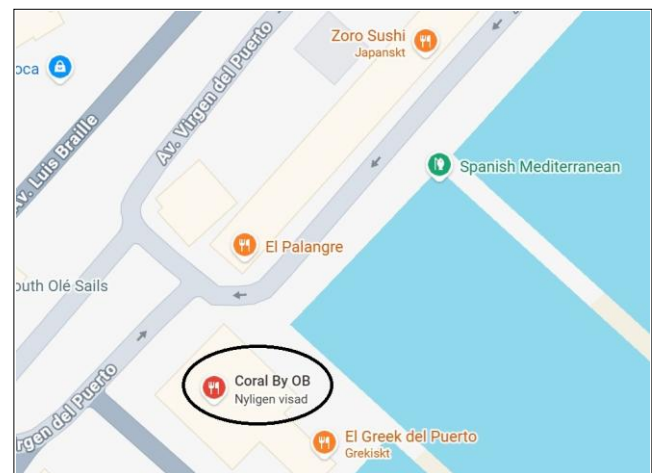 Zoro Sushi
Japanskt
oca
Av. Virgen del Puerto
Av. Luis Braille
Spanish Mediterranean
El Palangre
outh Olé Sails
Coral By OB
Nyligen visad
rgen del Puerto
El Greek del Puerto
Grekiskt